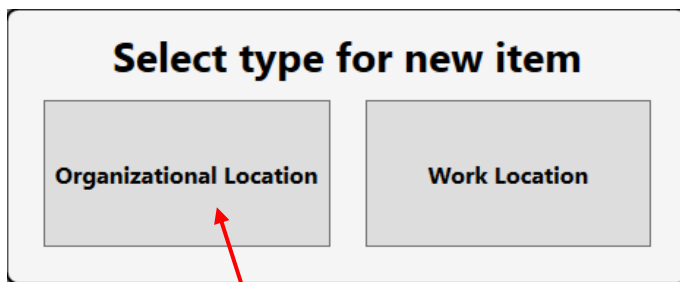 Select type for new item
Organizational Location
Work Location